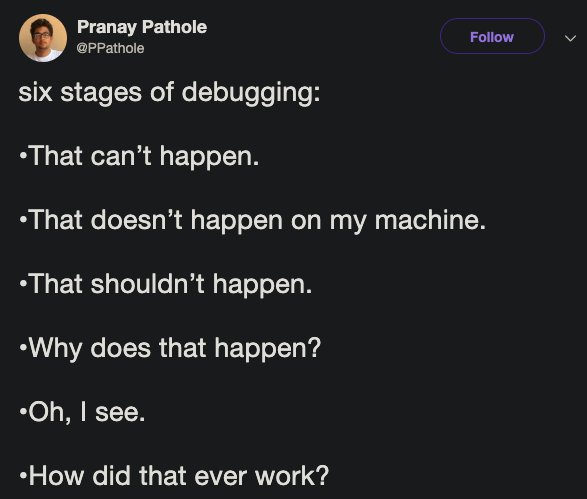 Pranay Pathole
@PPathole
Follow
six stages of debugging:
•That can’t happen.
•That doesn’t happen on my machine.
•That shouldn’t happen.
•Why does that happen?
•Oh, I see.
•How did that ever work?